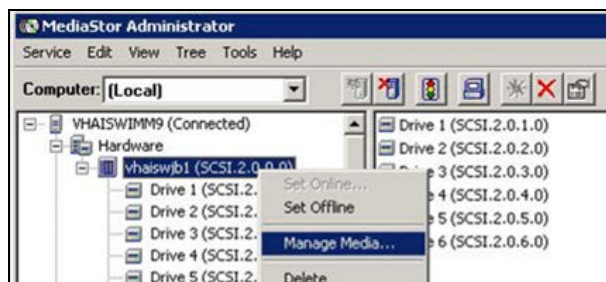 MediaStor Administrator
Service Edit View Tree Tools Help
Computer: (Local)
VHAISWIMM9 (Connected)
Hardware
vhaiswjb1 (SCSI.2.0.0.0)
Drive 1 (SCSI.2.
Drive 2 (SCSI.2.
Drive 3 (SCSI.2.
Drive 4 (SCSI.2.
Drive 5 (SCSI.2.
Set Online...
Set Offline
Manage Media...
Delete
Drive 1 (SCSI.2.0.1.0)
Drive 2 (SCSI.2.0.2.0)
3 (SCSI.2.0.3.0)
4 (SCSI.2.0.4.0)
5 (SCSI.2.0.5.0)
6 (SCSI.2.0.6.0)